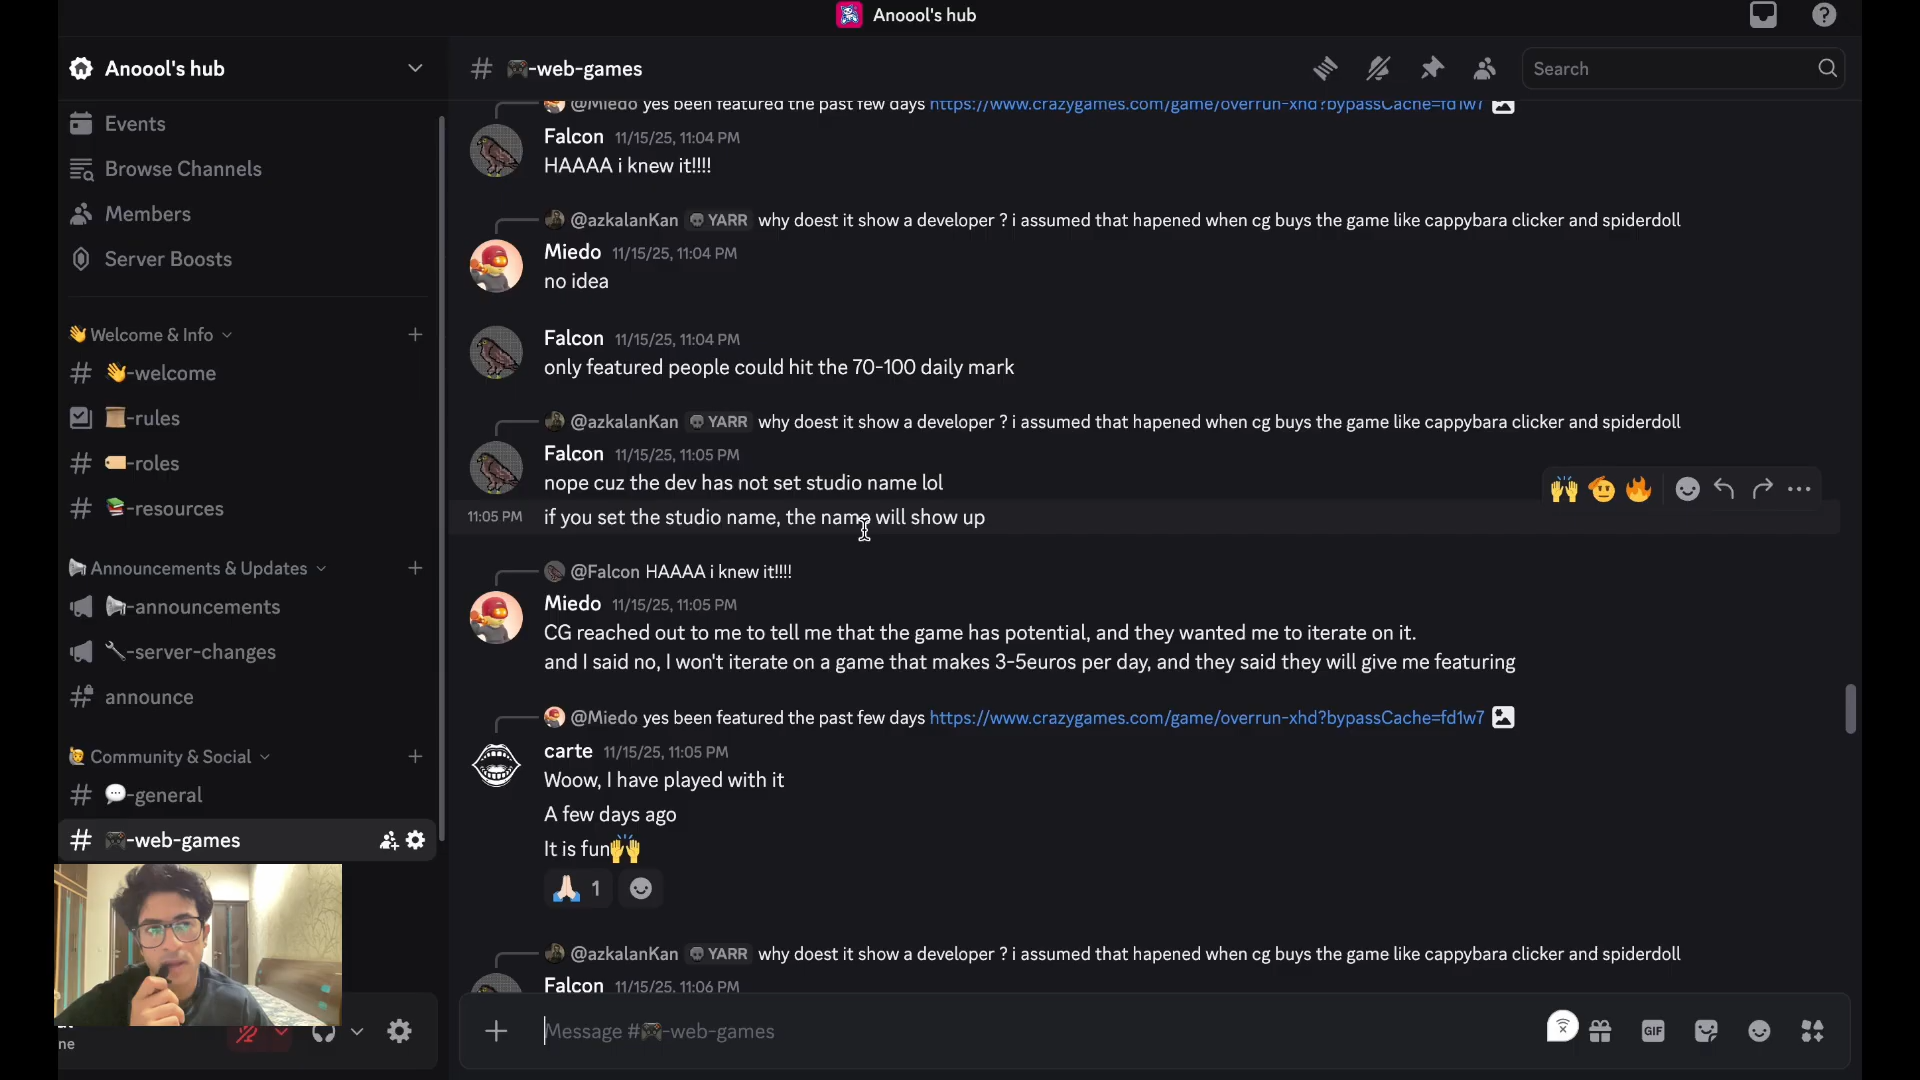 Anoool's hub
Anoool's hub
Events
Browse Channels
Members
Server Boosts
👋 Welcome & Info
👋-welcome
📜-rules
🏷️-roles
📚-resources
📢 Announcements & Updates
📢-announcements
🔧-server-changes
announce
🙋 Community & Social
💬-general
🎮-web-games
ne
# 🎮-web-games
Search
@Miedo yes been featured the past few days https://www.crazygames.com/game/overrun-xhd?bypassCache=fd1w7
Falcon 11/15/25, 11:04 PM
HAAAA i knew it!!!!
@azkalanKan YARR why doest it show a developer ? i assumed that hapened when cg buys the game like cappybara clicker and spiderdoll
Miedo 11/15/25, 11:04 PM
no idea
Falcon 11/15/25, 11:04 PM
only featured people could hit the 70-100 daily mark
@azkalanKan YARR why doest it show a developer ? i assumed that hapened when cg buys the game like cappybara clicker and spiderdoll
Falcon 11/15/25, 11:05 PM
nope cuz the dev has not set studio name lol
11:05 PM if you set the studio name, the name will show up
@Falcon HAAAA i knew it!!!!
Miedo 11/15/25, 11:05 PM
CG reached out to me to tell me that the game has potential, and they wanted me to iterate on it.
and I said no, I won't iterate on a game that makes 3-5euros per day, and they said they will give me featuring
@Miedo yes been featured the past few days https://www.crazygames.com/game/overrun-xhd?bypassCache=fd1w7
carte 11/15/25, 11:05 PM
Woow, I have played with it
A few days ago
It is fun🙌
🙏🏻 1
@azkalanKan YARR why doest it show a developer ? i assumed that hapened when cg buys the game like cappybara clicker and spiderdoll
Falcon 11/15/25, 11:06 PM
Message #🎮-web-games
GIF